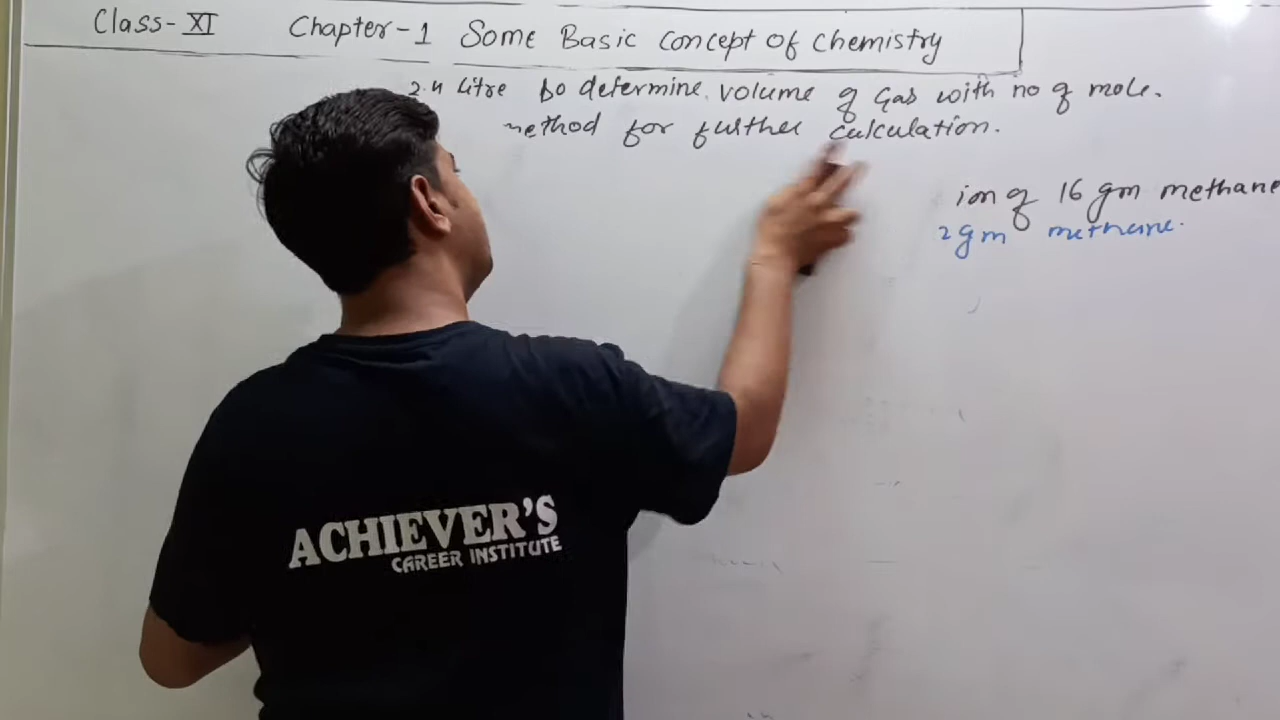 Class-XI Chapter-1 Some Basic Concept of Chemistry
2.4 Litre to determine volume of Gas with no of mole.
method for further calculation.
ion of 16 gm methane
2gm methane.
ACHIEVER'S
CAREER INSTITUTE